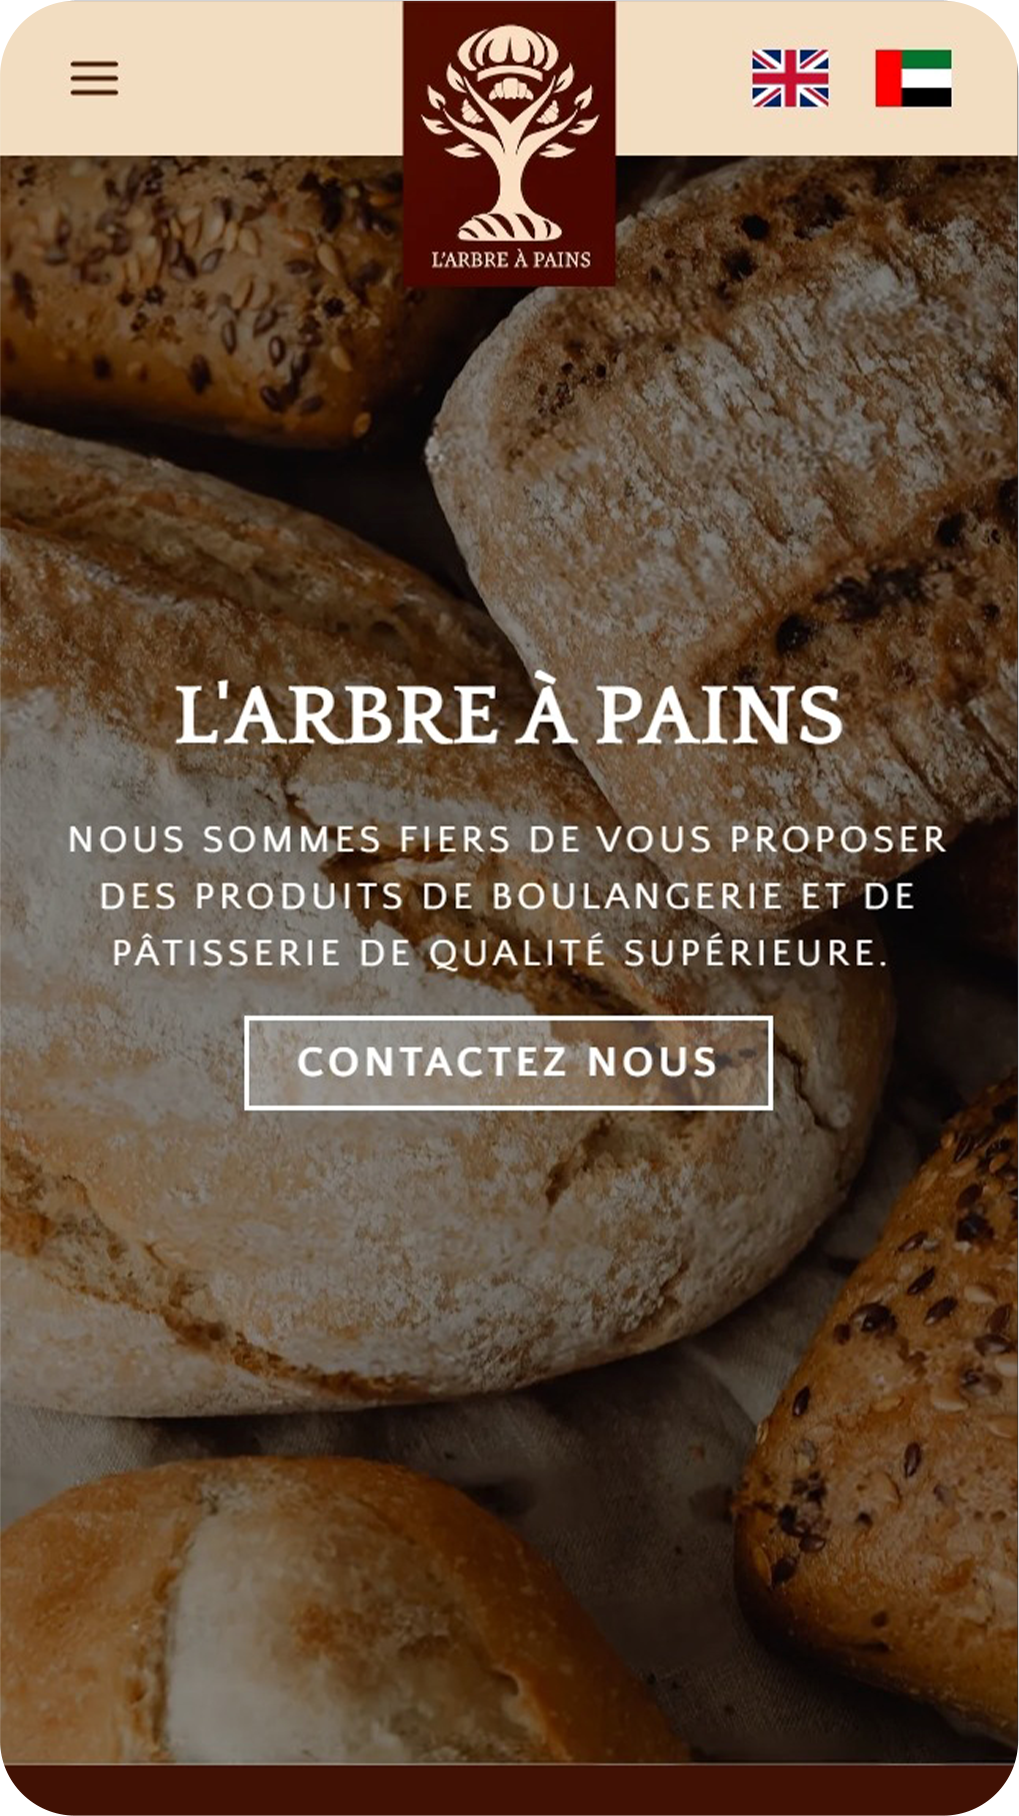 L'ARBRE À PAINS
L'ARBRE À PAINS
NOUS SOMMES FIERS DE VOUS PROPOSER
DES PRODUITS DE BOULANGERIE ET DE
PÂTISSERIE DE QUALITÉ SUPÉRIEURE.
CONTACTEZ NOUS